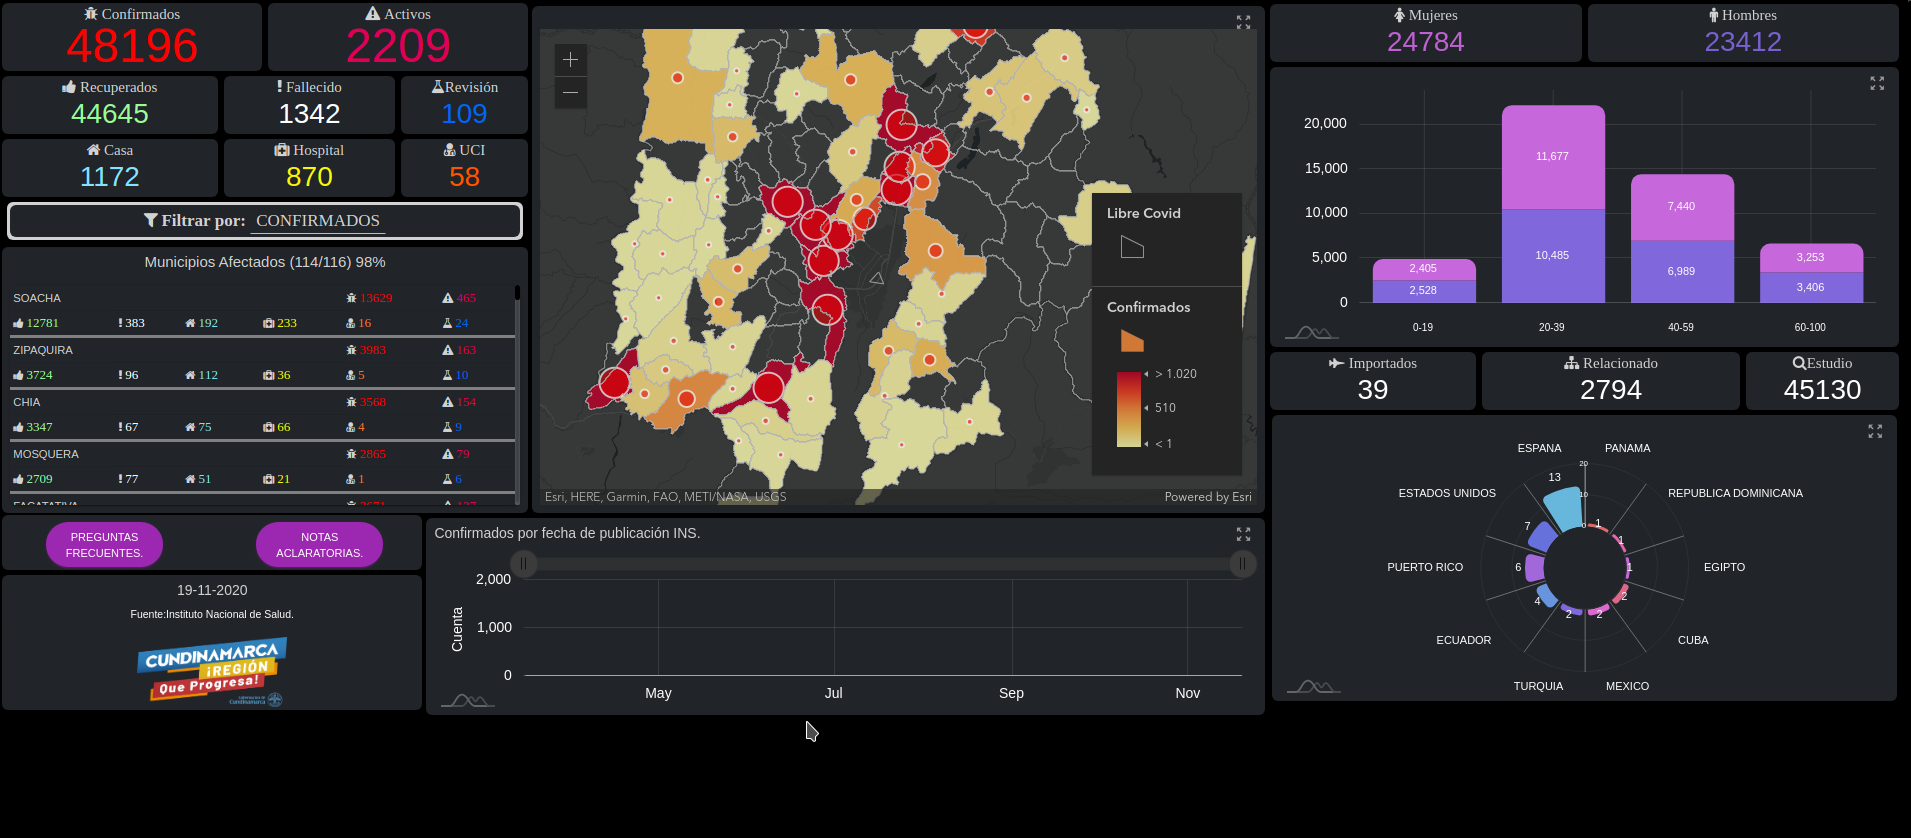 Confirmados
48196
Activos
2209
Recuperados
44645
Fallecido
1342
Revisión
109
Casa
1172
Hospital
870
UCI
58
Filtrar por: CONFIRMADOS
Municipios Afectados (114/116) 98%
SOACHA 13629 465
12781 383 192 233 16 24
ZIPAQUIRA 3983 163
3724 96 112 36 5 10
CHIA 3568 154
3347 67 75 66 4 9
MOSQUERA 2865 79
2709 77 51 21 1 6
PREGUNTAS
FRECUENTES.
NOTAS
ACLARATORIAS.
19-11-2020
Fuente:Instituto Nacional de Salud.
CUNDINAMARCA
¡REGIÓN
Que Progresa!
Cundinamarca
+
−
Libre Covid
Confirmados
> 1.020
510
< 1
Esri, HERE, Garmin, FAO, METI/NASA, USGS
Powered by Esri
Confirmados por fecha de publicación INS.
Cuenta
2,000
1,000
0
May Jul Sep Nov
Mujeres
24784
Hombres
23412
20,000
15,000
10,000
5,000
0
2,405
2,528
11,677
10,485
7,440
6,989
3,253
3,406
0-19 20-39 40-59 60-100
Importados
39
Relacionado
2794
Estudio
45130
ESPANA PANAMA
ESTADOS UNIDOS REPUBLICA DOMINICANA
PUERTO RICO EGIPTO
ECUADOR CUBA
TURQUIA MEXICO
20
10
0
13
7
6
4
2
2
2
1
1
1